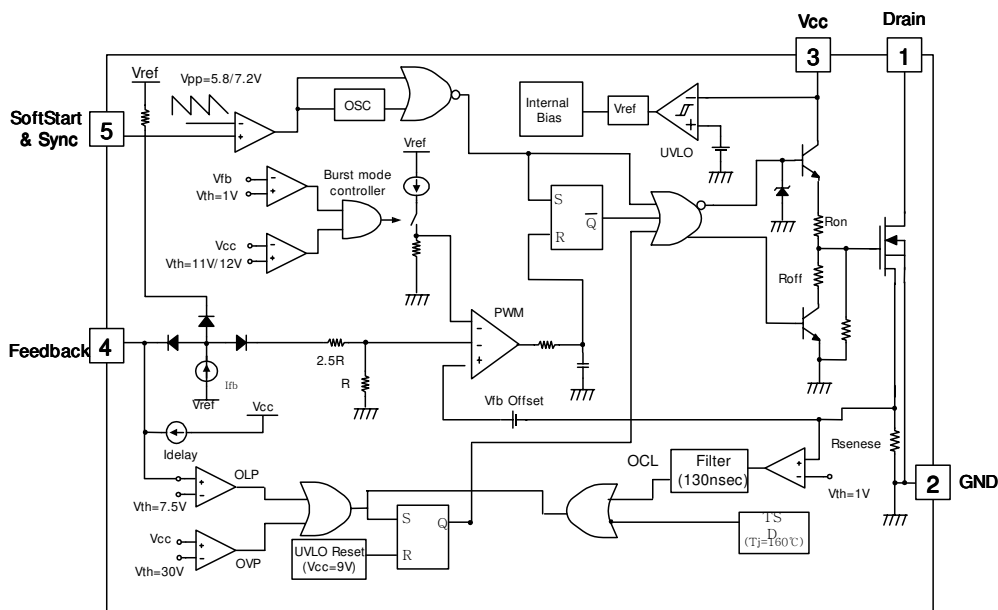 Vcc
Drain
3
1
Vref
Vpp=5.8/7.2V
SoftStart
& Sync
5
OSC
Internal
Bias
Vref
UVLO
Vfb
Vth=1V
Burst mode
controller
Vref
Vcc
Vth=11V/12V
S
Q
R
Ron
Roff
PWM
Feedback
4
2.5R
R
Ifb
Vref
Vcc
Vfb Offset
Idelay
Rsenese
OLP
OCL
Filter
(130nsec)
Vth=1V
2
GND
Vth=7.5V
S
Q
R
TS
D
(Tj=160℃)
Vcc
Vth=30V
OVP
UVLO Reset
(Vcc=9V)